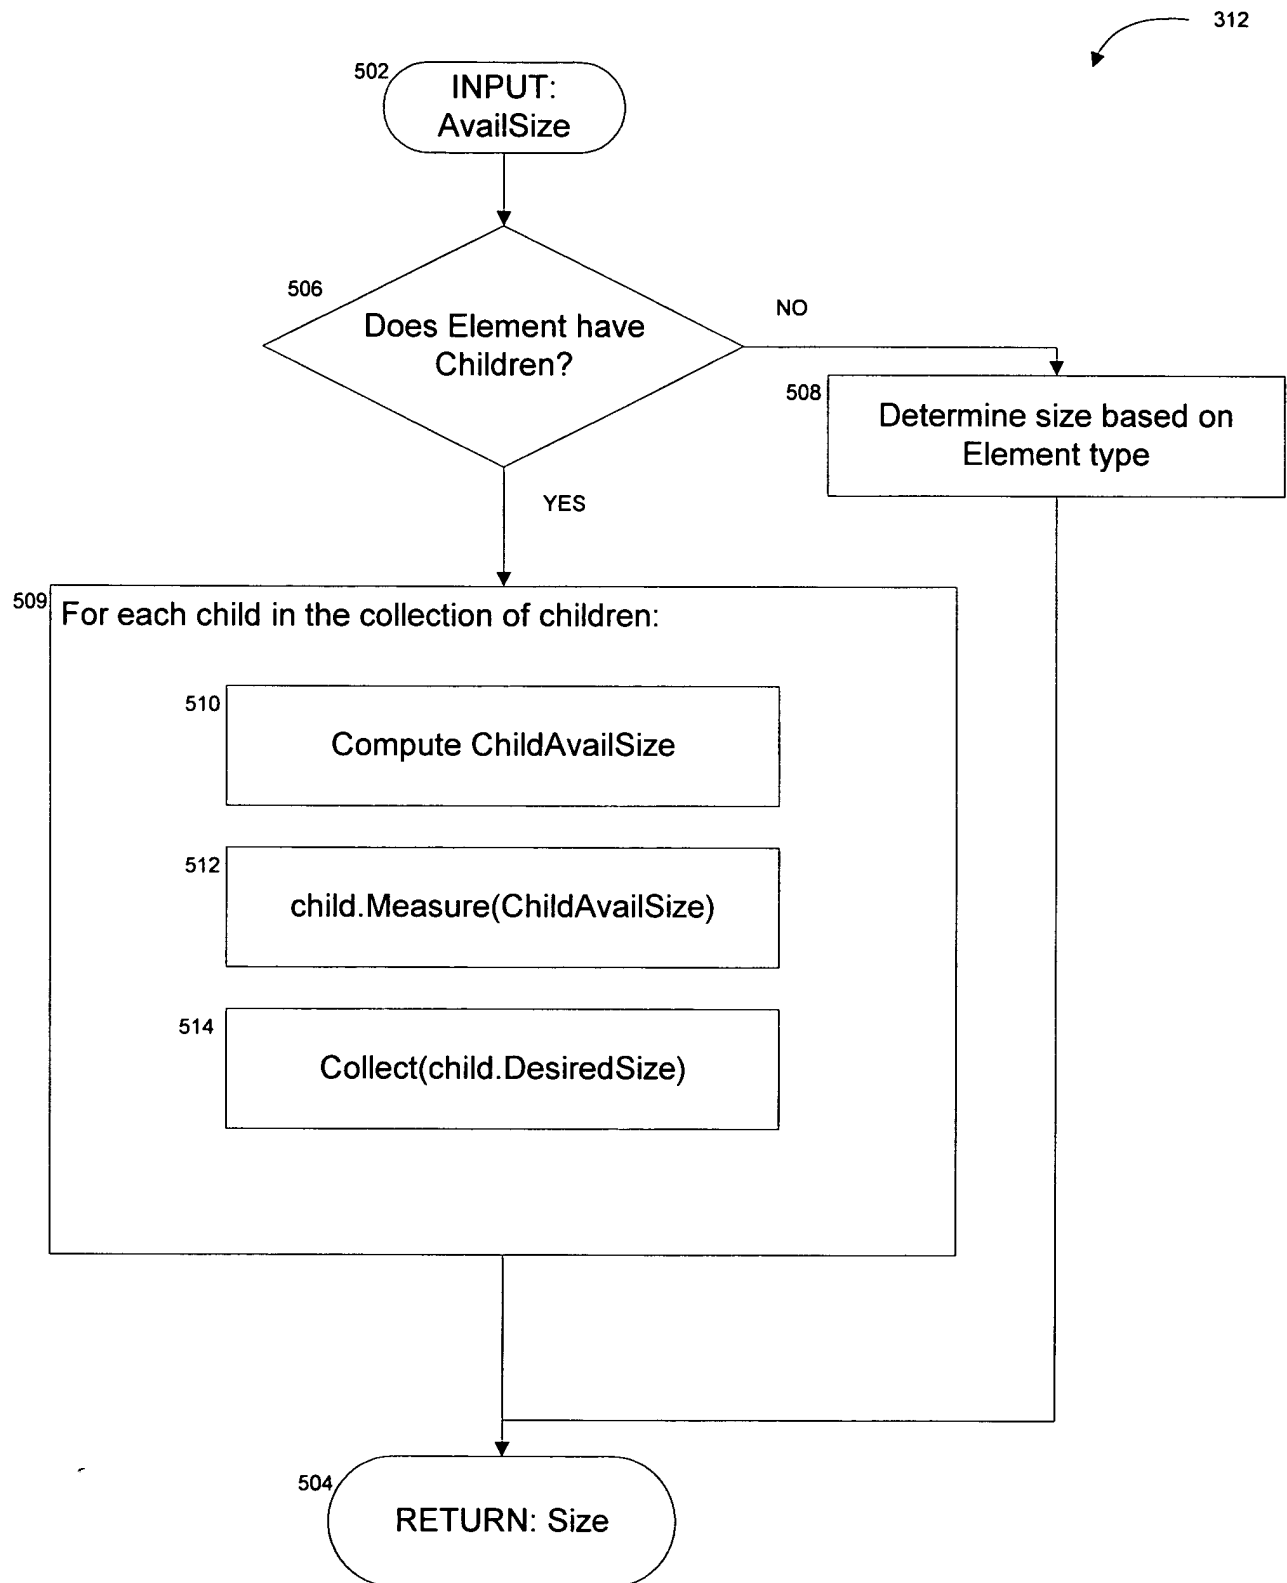 312
502
INPUT:
AvailSize
506
Does Element have
Children?
NO
508
Determine size based on
Element type
YES
509
For each child in the collection of children:
510
Compute ChildAvailSize
512
child.Measure(ChildAvailSize)
514
Collect(child.DesiredSize)
504
RETURN: Size